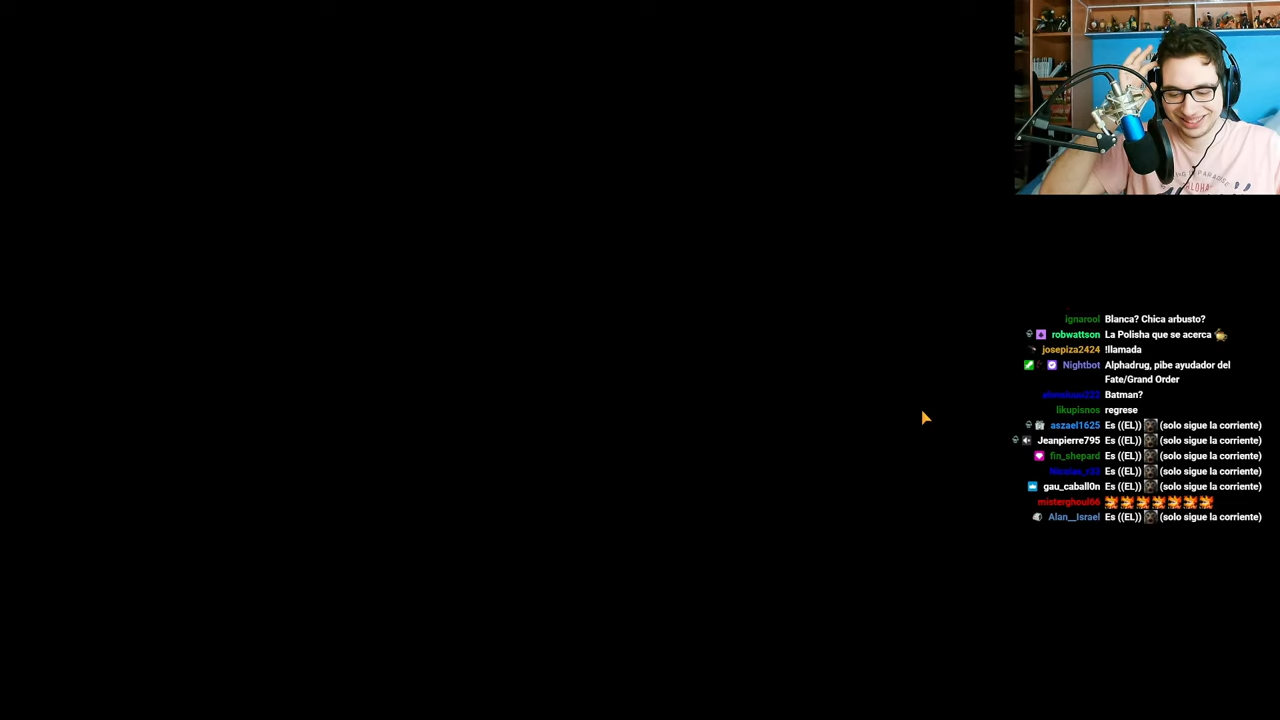 ignarool Blanca? Chica arbusto?
robwattson La Polisha que se acerca
josepiza2424 !llamada
Nightbot Alphadrug, pibe ayudador del
Fate/Grand Order
Batman?
likupisnos regrese
aszael1625 Es ((EL)) (solo sigue la corriente)
Jeanpierre795 Es ((EL)) (solo sigue la corriente)
fin_shepard Es ((EL)) (solo sigue la corriente)
Es ((EL)) (solo sigue la corriente)
gau_caball0n Es ((EL)) (solo sigue la corriente)
misterghoul66
Alan__Israel Es ((EL)) (solo sigue la corriente)